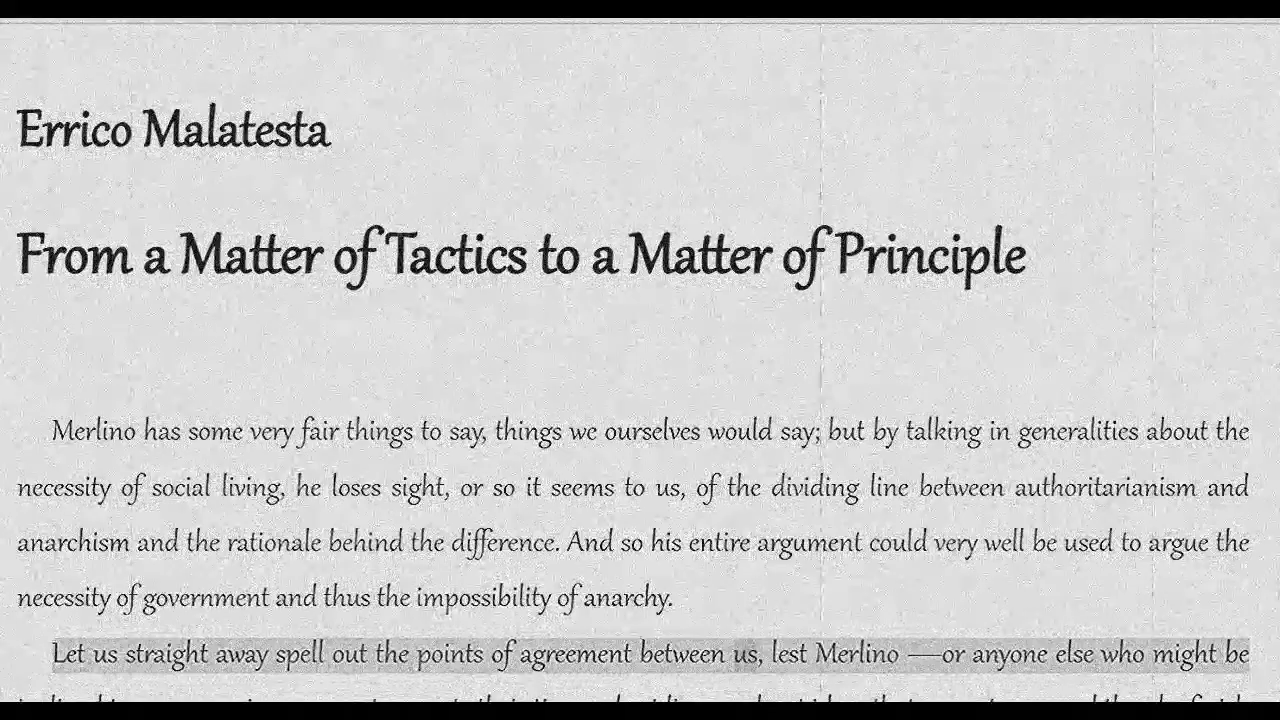 Errico Malatesta
From a Matter of Tactics to a Matter of Principle
Merlino has some very fair things to say, things we ourselves would say; but by talking in generalities about the
necessity of social living, he loses sight, or so it seems to us, of the dividing line between authoritarianism and
anarchism and the rationale behind the difference. And so his entire argument could very well be used to argue the
necessity of government and thus the impossibility of anarchy.
Let us straight away spell out the points of agreement between us, lest Merlino —or anyone else who might be